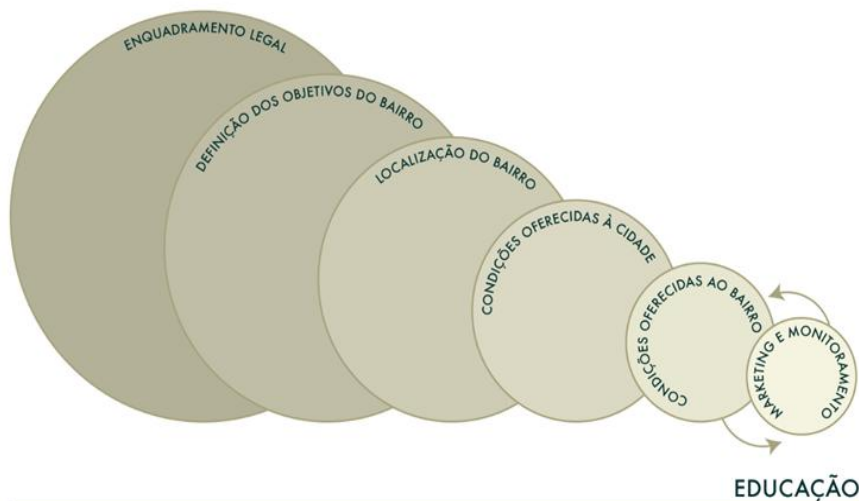 ENQUADRAMENTO LEGAL
DEFINIÇÃO DOS OBJETIVOS DO BAIRRO
LOCALIZAÇÃO DO BAIRRO
CONDIÇÕES OFERECIDAS À CIDADE
CONDIÇÕES OFERECIDAS AO BAIRRO
MARKETING E MONITORAMENTO
EDUCAÇÃO